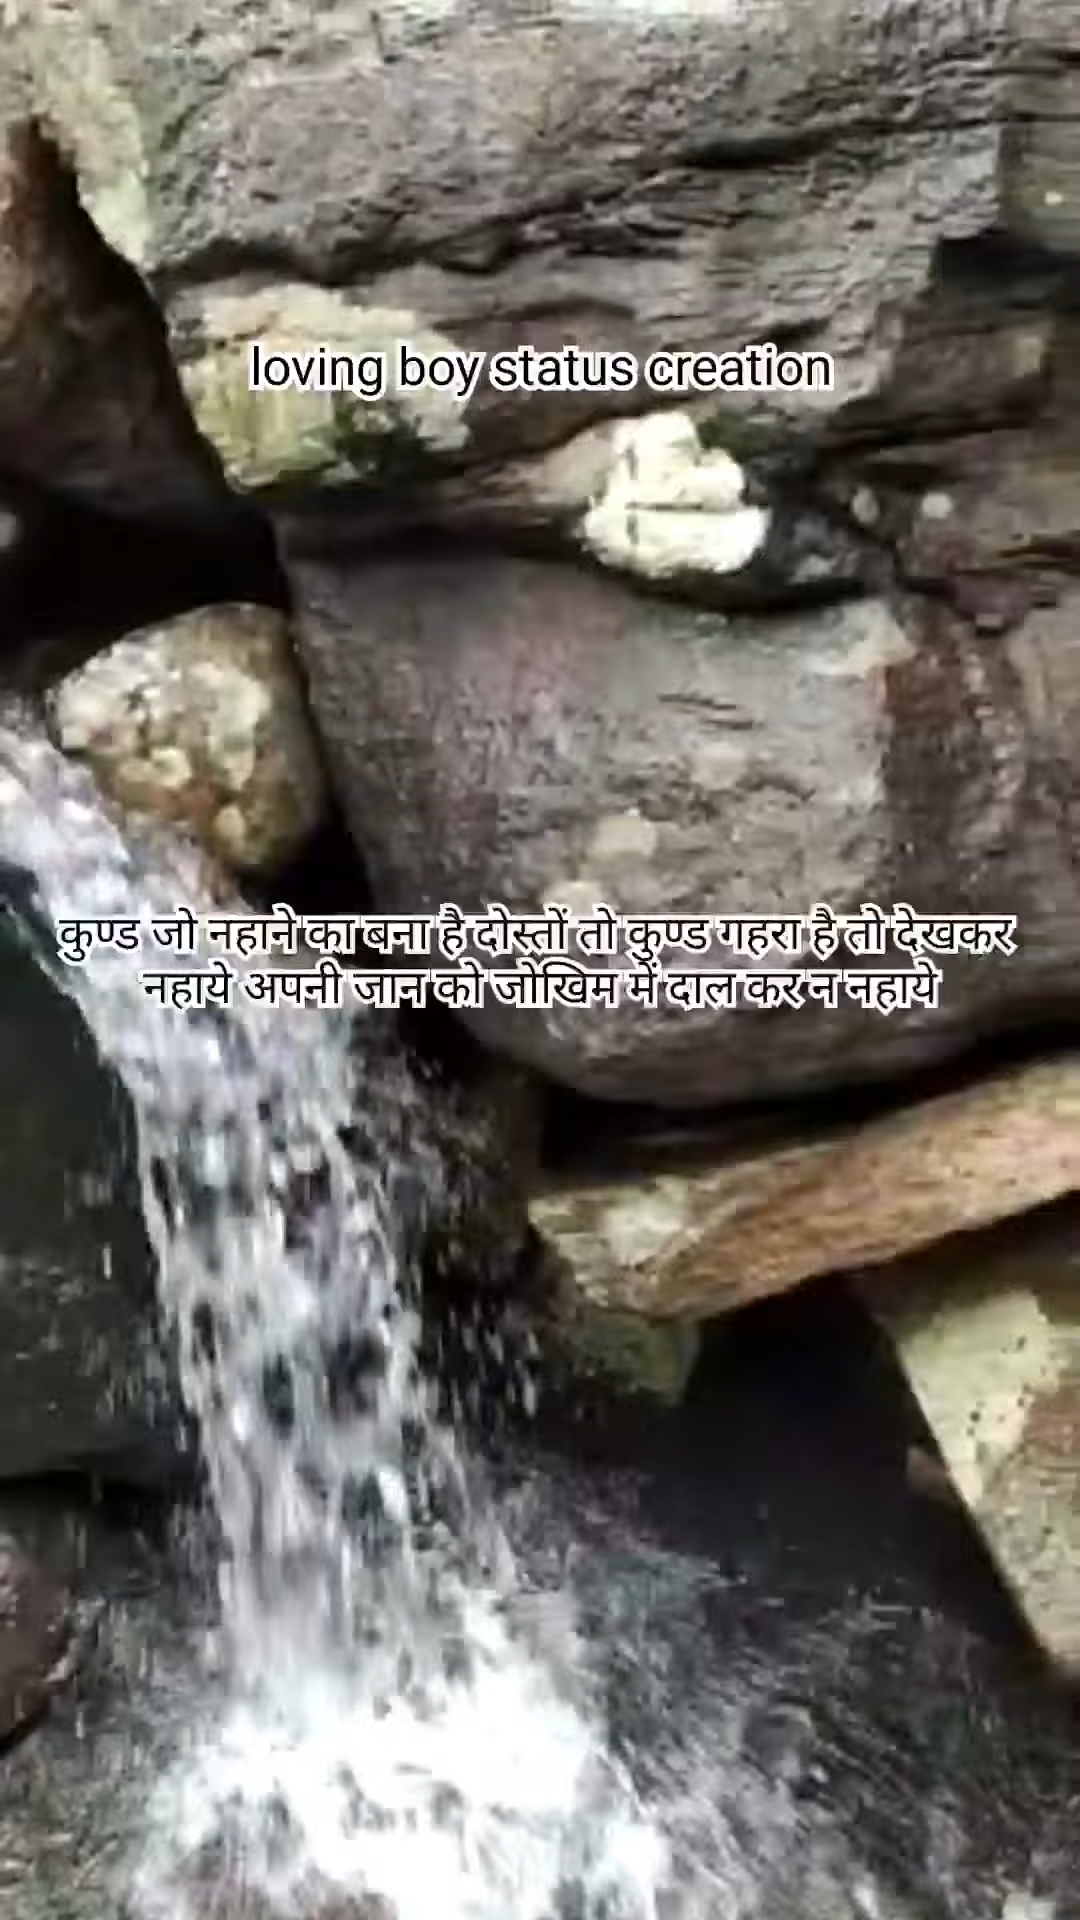 loving boy status creation
कुण्ड जो नहाने का बना है दोस्तों तो कुण्ड गहरा है तो देखकर
नहाये अपनी जान को जोखिम में दाल कर न नहाये